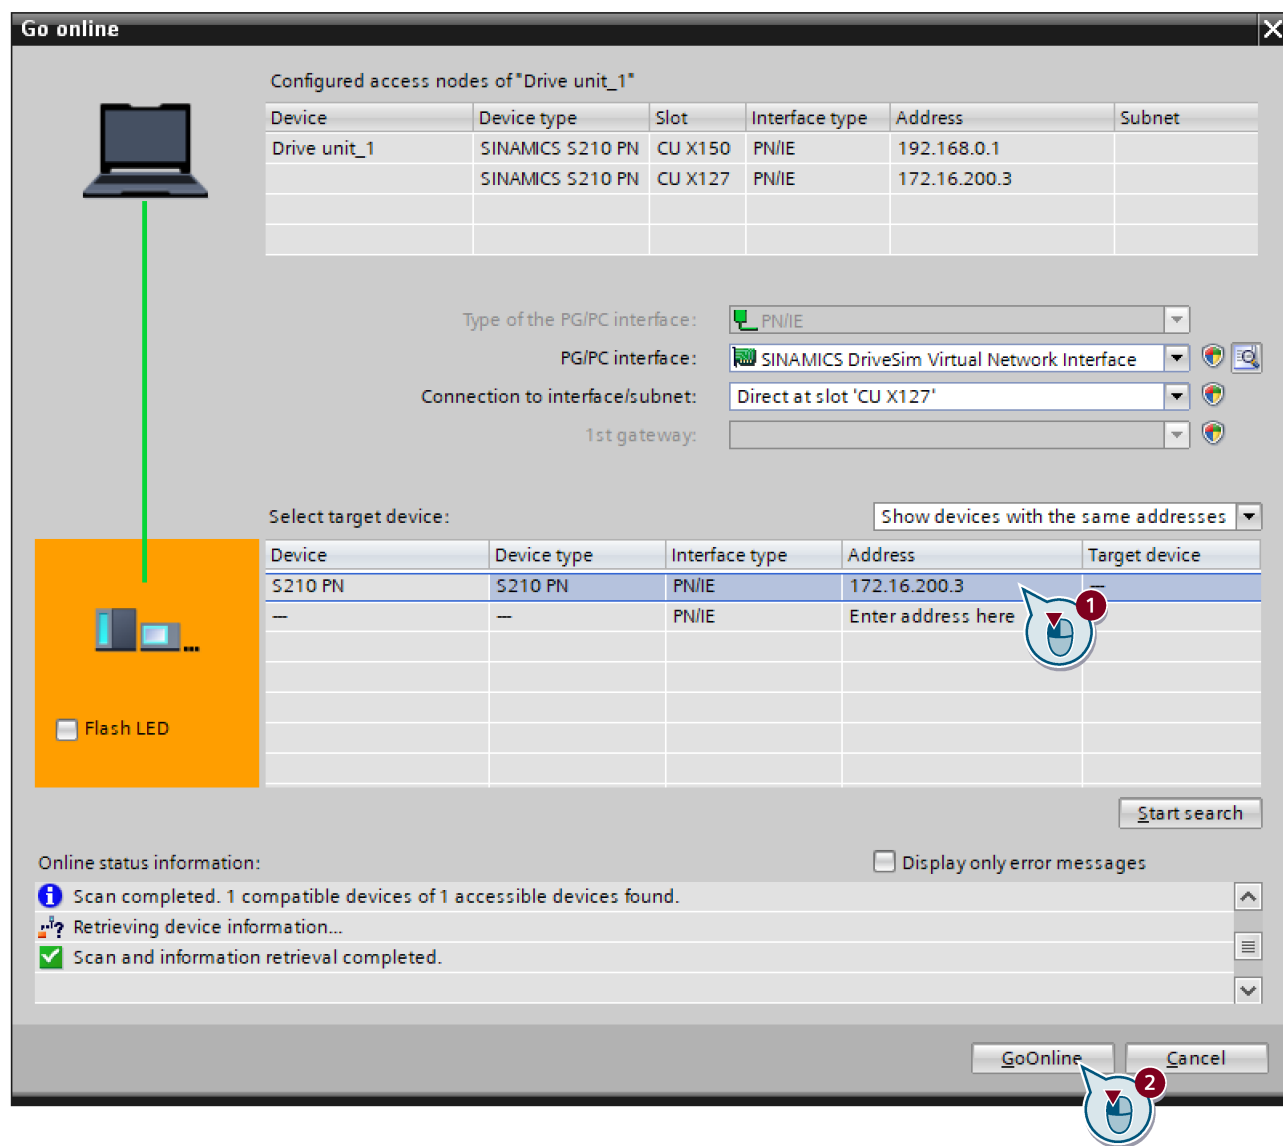 Go online
Configured access nodes of "Drive unit_1"
Device Device type Slot Interface type Address Subnet
Drive unit_1 SINAMICS S210 PN CU X150 PN/IE 192.168.0.1
SINAMICS S210 PN CU X127 PN/IE 172.16.200.3
Type of the PG/PC interface: PN/IE
PG/PC interface: SINAMICS DriveSim Virtual Network Interface
Connection to interface/subnet: Direct at slot 'CU X127'
1st gateway:
Select target device: Show devices with the same addresses
Device Device type Interface type Address Target device
S210 PN S210 PN PN/IE 172.16.200.3 ---
--- --- PN/IE Enter address here
1
Flash LED
Start search
Online status information: Display only error messages
Scan completed. 1 compatible devices of 1 accessible devices found.
Retrieving device information...
Scan and information retrieval completed.
GoOnline Cancel
2